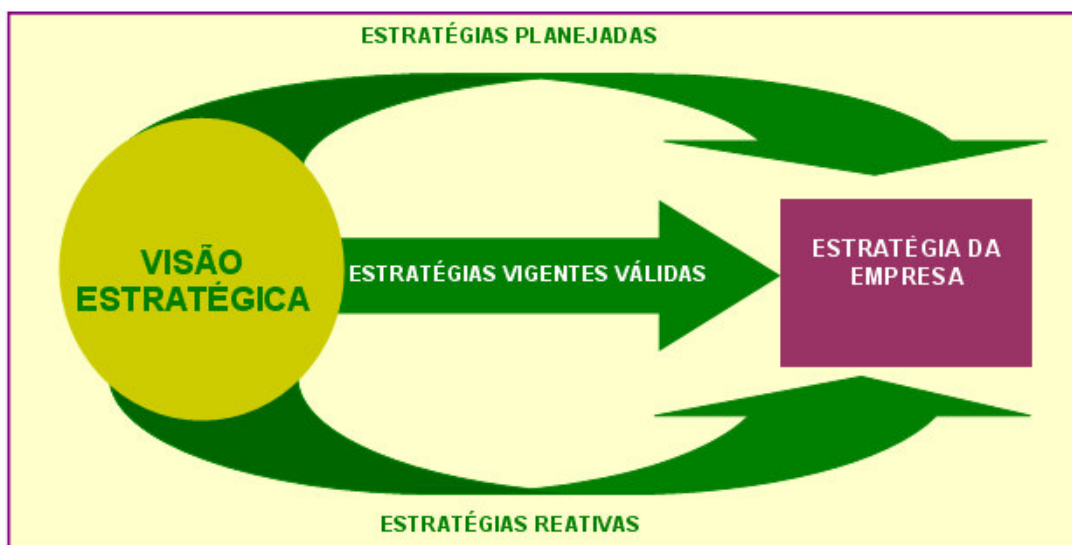 ESTRATÉGIAS PLANEJADAS
VISÃO
ESTRATÉGICA
ESTRATÉGIAS VIGENTES VÁLIDAS
ESTRATÉGIA DA
EMPRESA
ESTRATÉGIAS REATIVAS